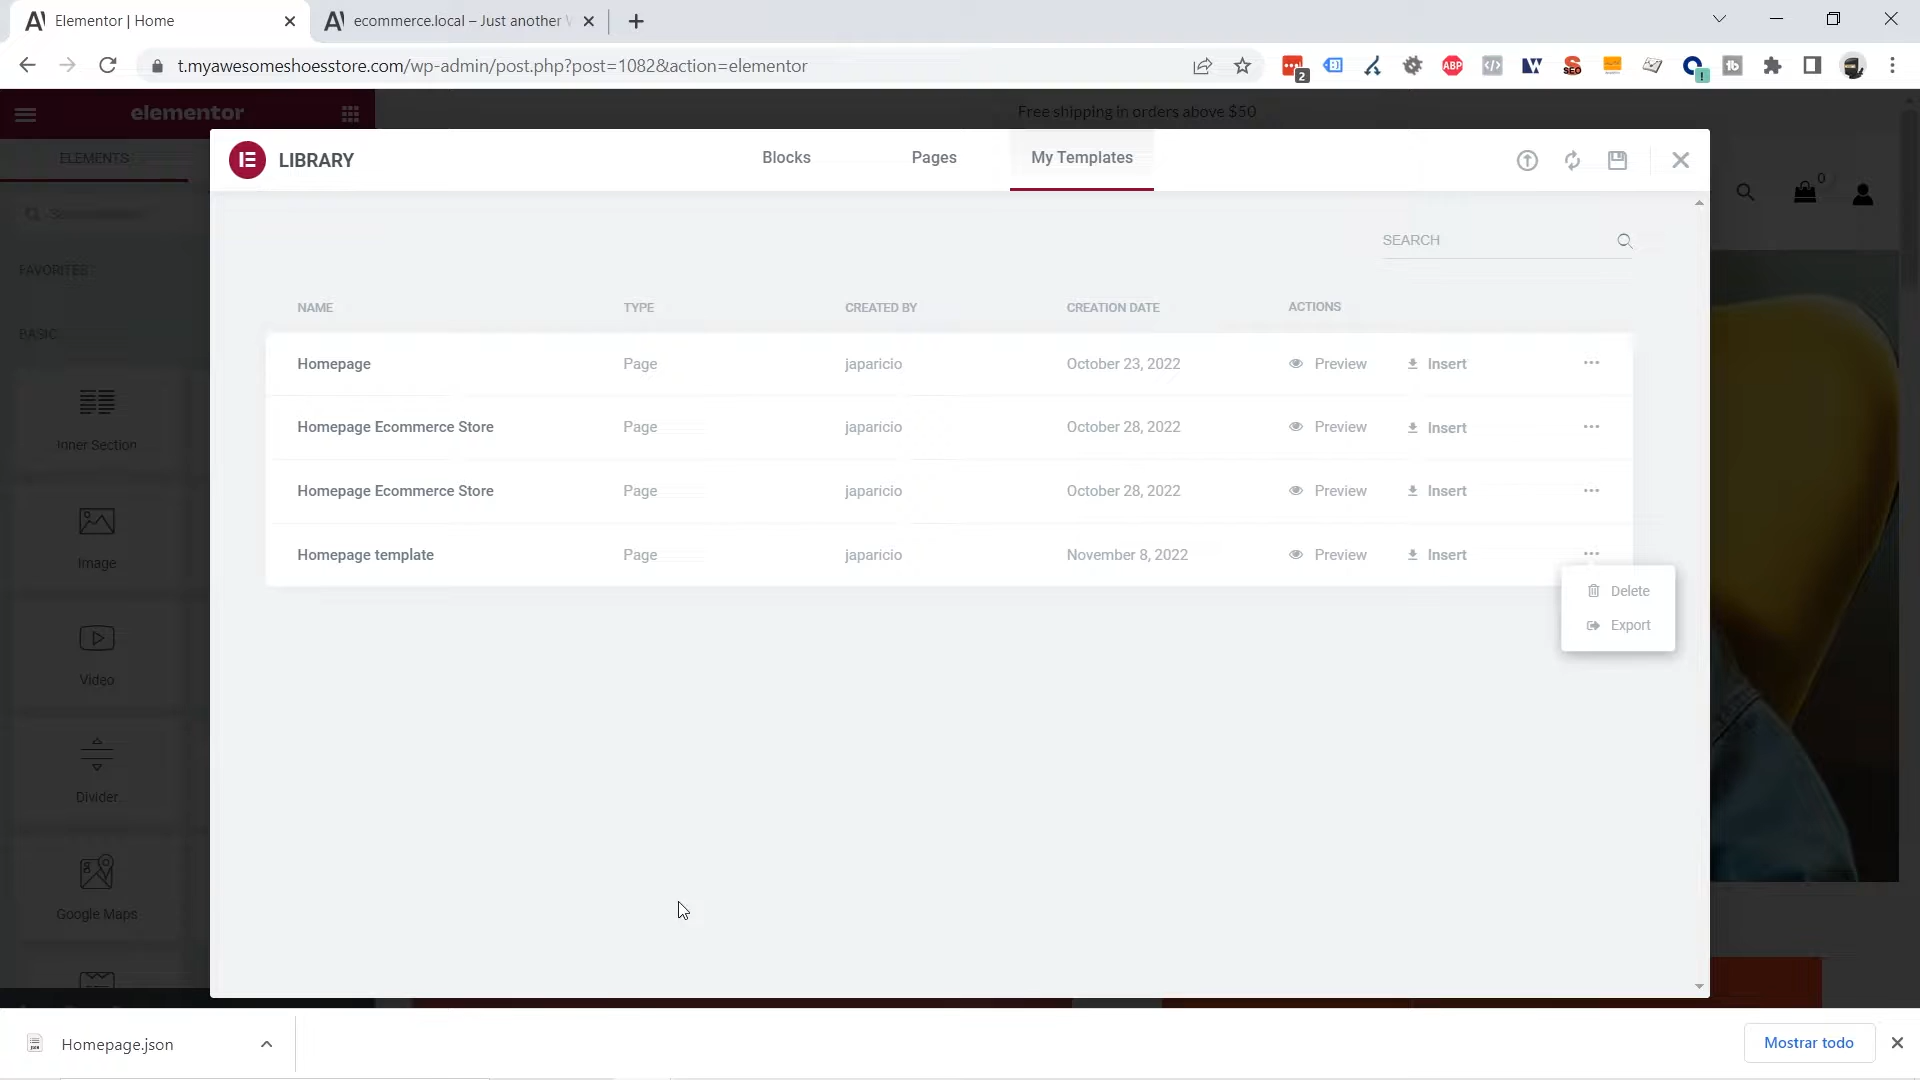 Elementor | Home
ecommerce.local – Just another
t.myawesomeshoesstore.com/wp-admin/post.php?post=1082&action=elementor
2
ABP
SEO
elementor
Free shipping in orders above $50
ELEMENTS
LIBRARY
Blocks
Pages
My Templates
0
SEARCH
FAVORITES
BASIC
NAME TYPE CREATED BY CREATION DATE ACTIONS
Homepage Page japaricio October 23, 2022 Preview Insert
Homepage Ecommerce Store Page japaricio October 28, 2022 Preview Insert
Homepage Ecommerce Store Page japaricio October 28, 2022 Preview Insert
Homepage template Page japaricio November 8, 2022 Preview Insert
Delete
Export
Inner Section
Image
Video
Divider
Google Maps
Homepage.json
Mostrar todo